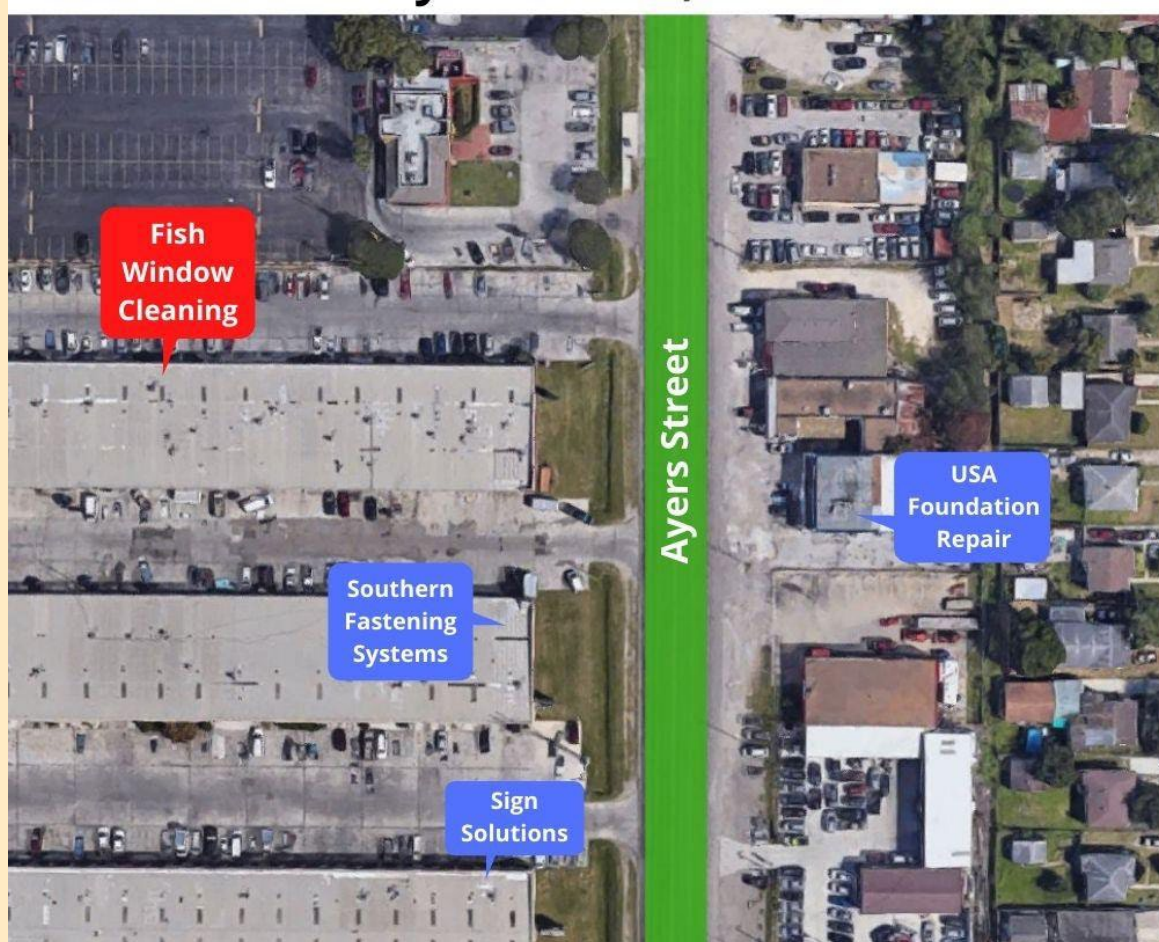 Fish
Window
Cleaning
Ayers Street
USA
Foundation
Repair
Southern
Fastening
Systems
Sign
Solutions